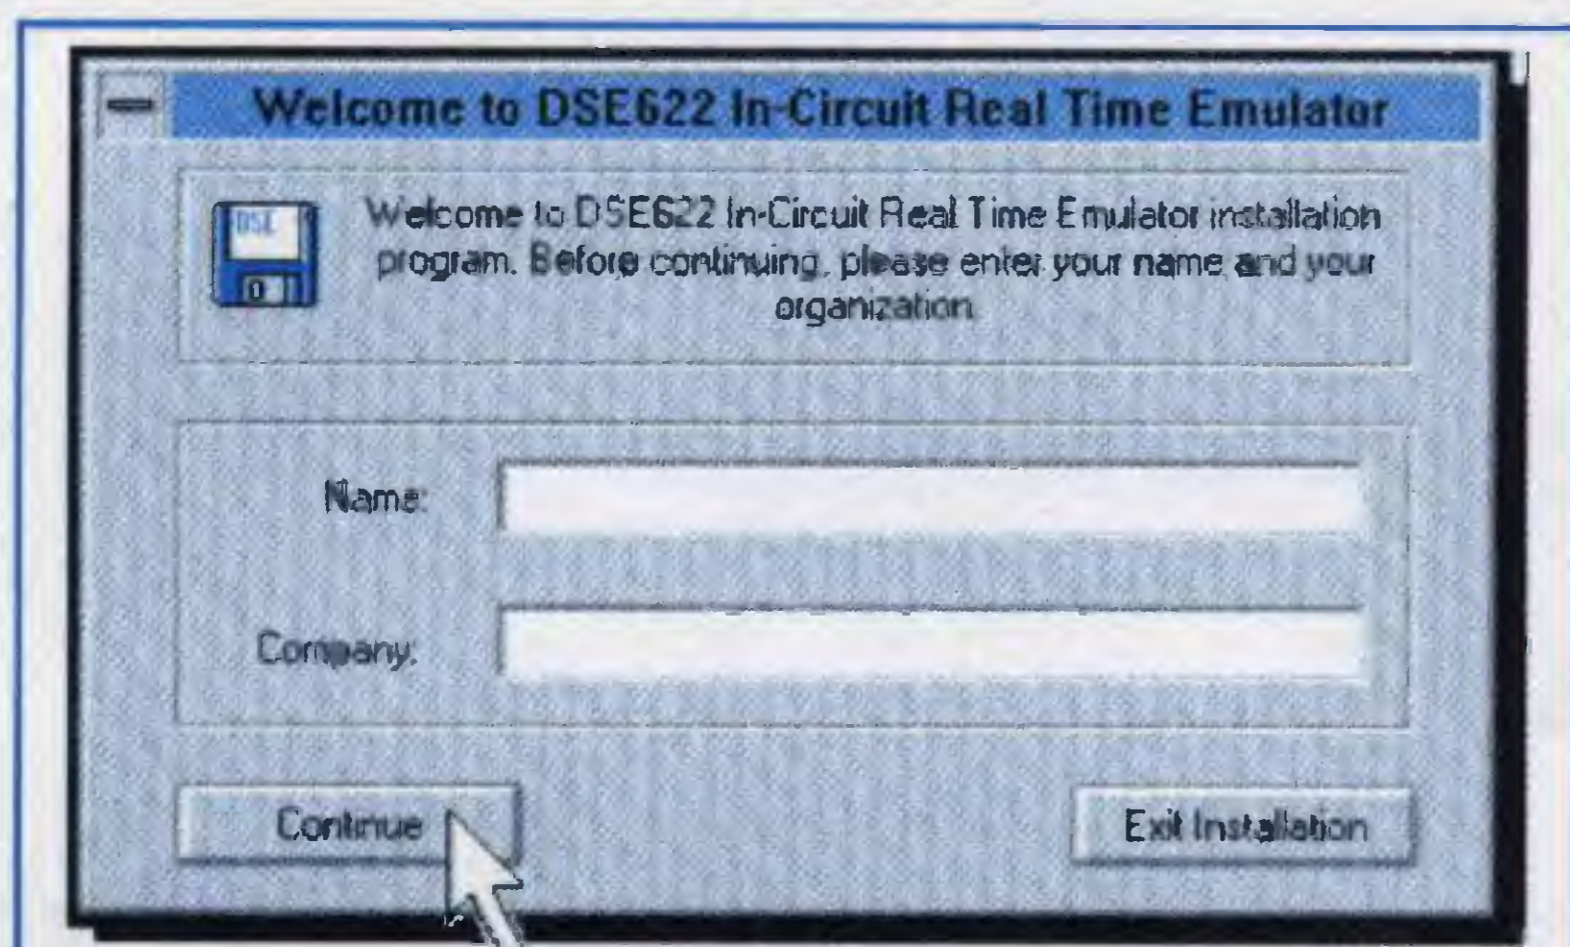 Welcome to DSE622 In-Circuit Real Time Emulator
DSE
Welcome to DSE622 In-Circuit Real Time Emulator installation
program. Before continuing, please enter your name and your
organization
Name:
Company:
Continue
Exit Installation